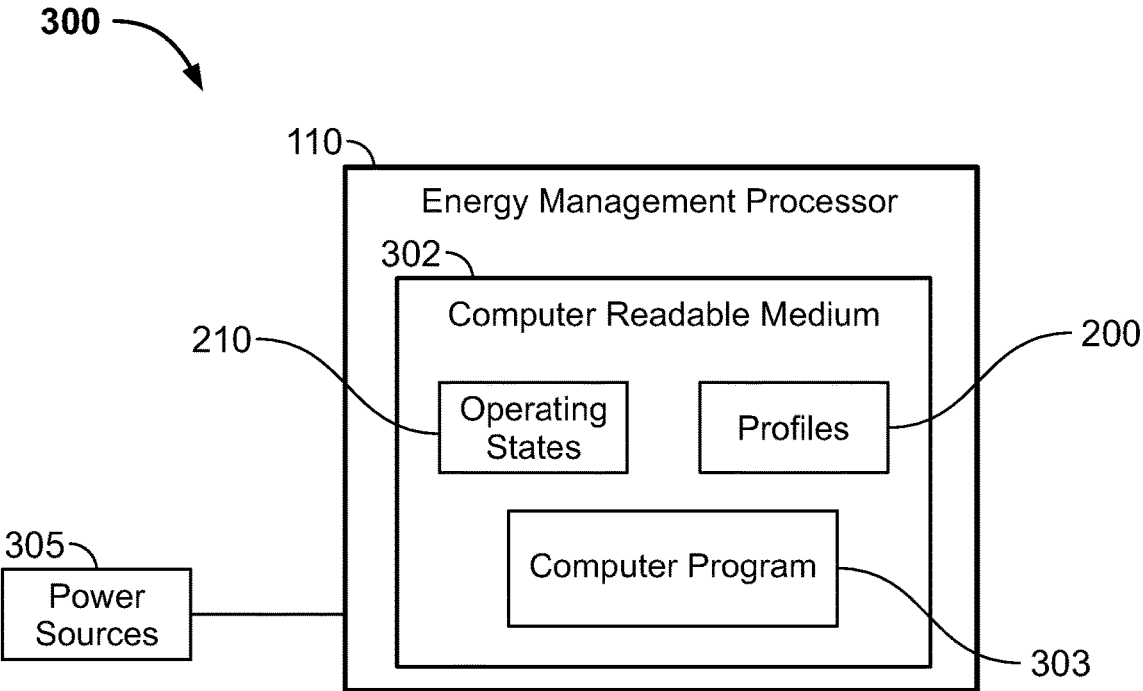 300
110
Energy Management Processor
302
Computer Readable Medium
210
200
Operating
States
Profiles
305
Computer Program
Power
Sources
303